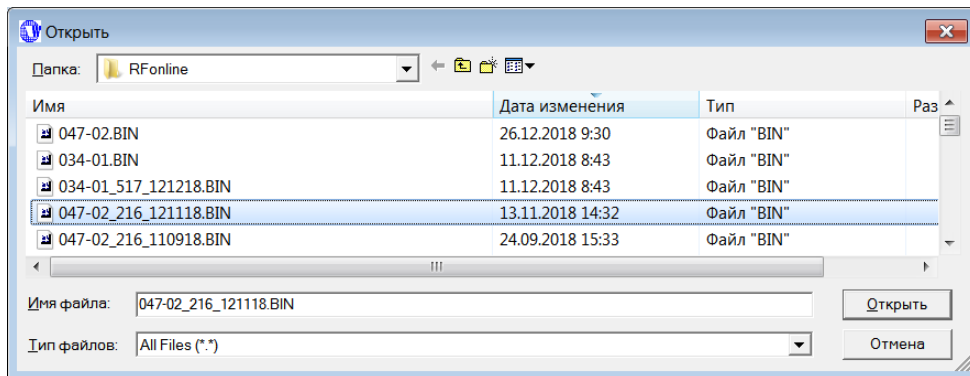 Открыть
Папка: RFonline
Имя Дата изменения Тип Раз
047-02.BIN 26.12.2018 9:30 Файл "BIN"
034-01.BIN 11.12.2018 8:43 Файл "BIN"
034-01_517_121218.BIN 11.12.2018 8:43 Файл "BIN"
047-02_216_121118.BIN 13.11.2018 14:32 Файл "BIN"
047-02_216_110918.BIN 24.09.2018 15:33 Файл "BIN"
Имя файла: 047-02_216_121118.BIN Открыть
Тип файлов: All Files (*.*) Отмена